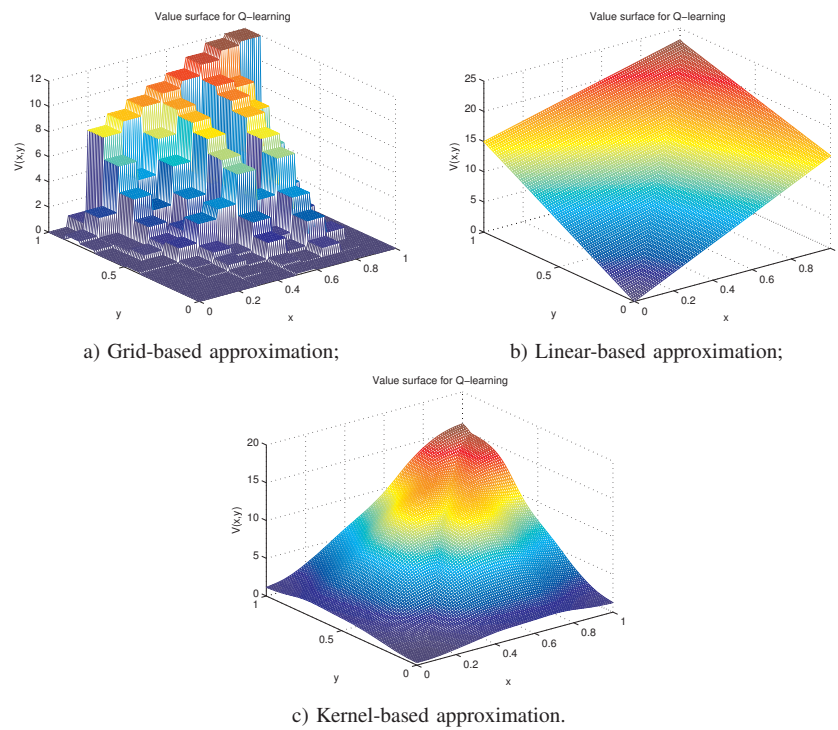 Value surface for Q−learning
12
10
8
6
4
2
0
V(x,y)
1
0.5
0
y
0
0.2
0.4
0.6
0.8
1
x
a) Grid-based approximation;
Value surface for Q−learning
25
20
15
10
5
0
V(x,y)
1
0.5
0
y
0
0.2
0.4
0.6
0.8
x
b) Linear-based approximation;
Value surface for Q−learning
20
15
10
5
0
V(x,y)
1
0.5
0
y
0
0.2
0.4
0.6
0.8
1
x
c) Kernel-based approximation.